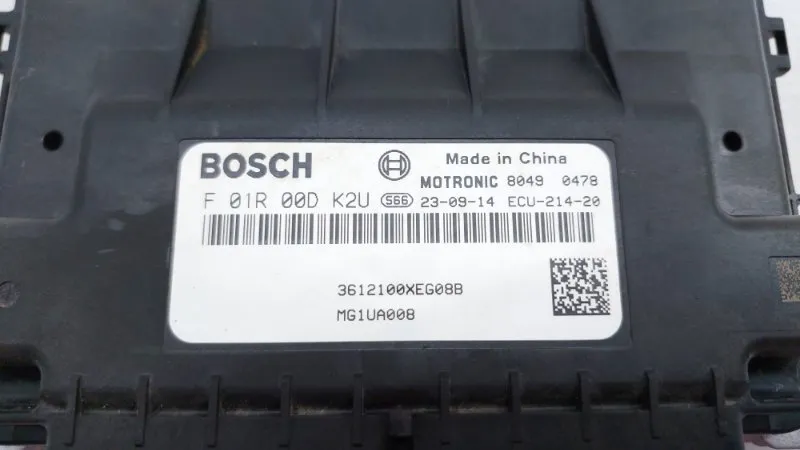 BOSCH Made in China
MOTRONIC 8049 0478
F 01R 00D K2U S66 23-09-14 ECU-214-20
3612100XEG08B
MG1UA008